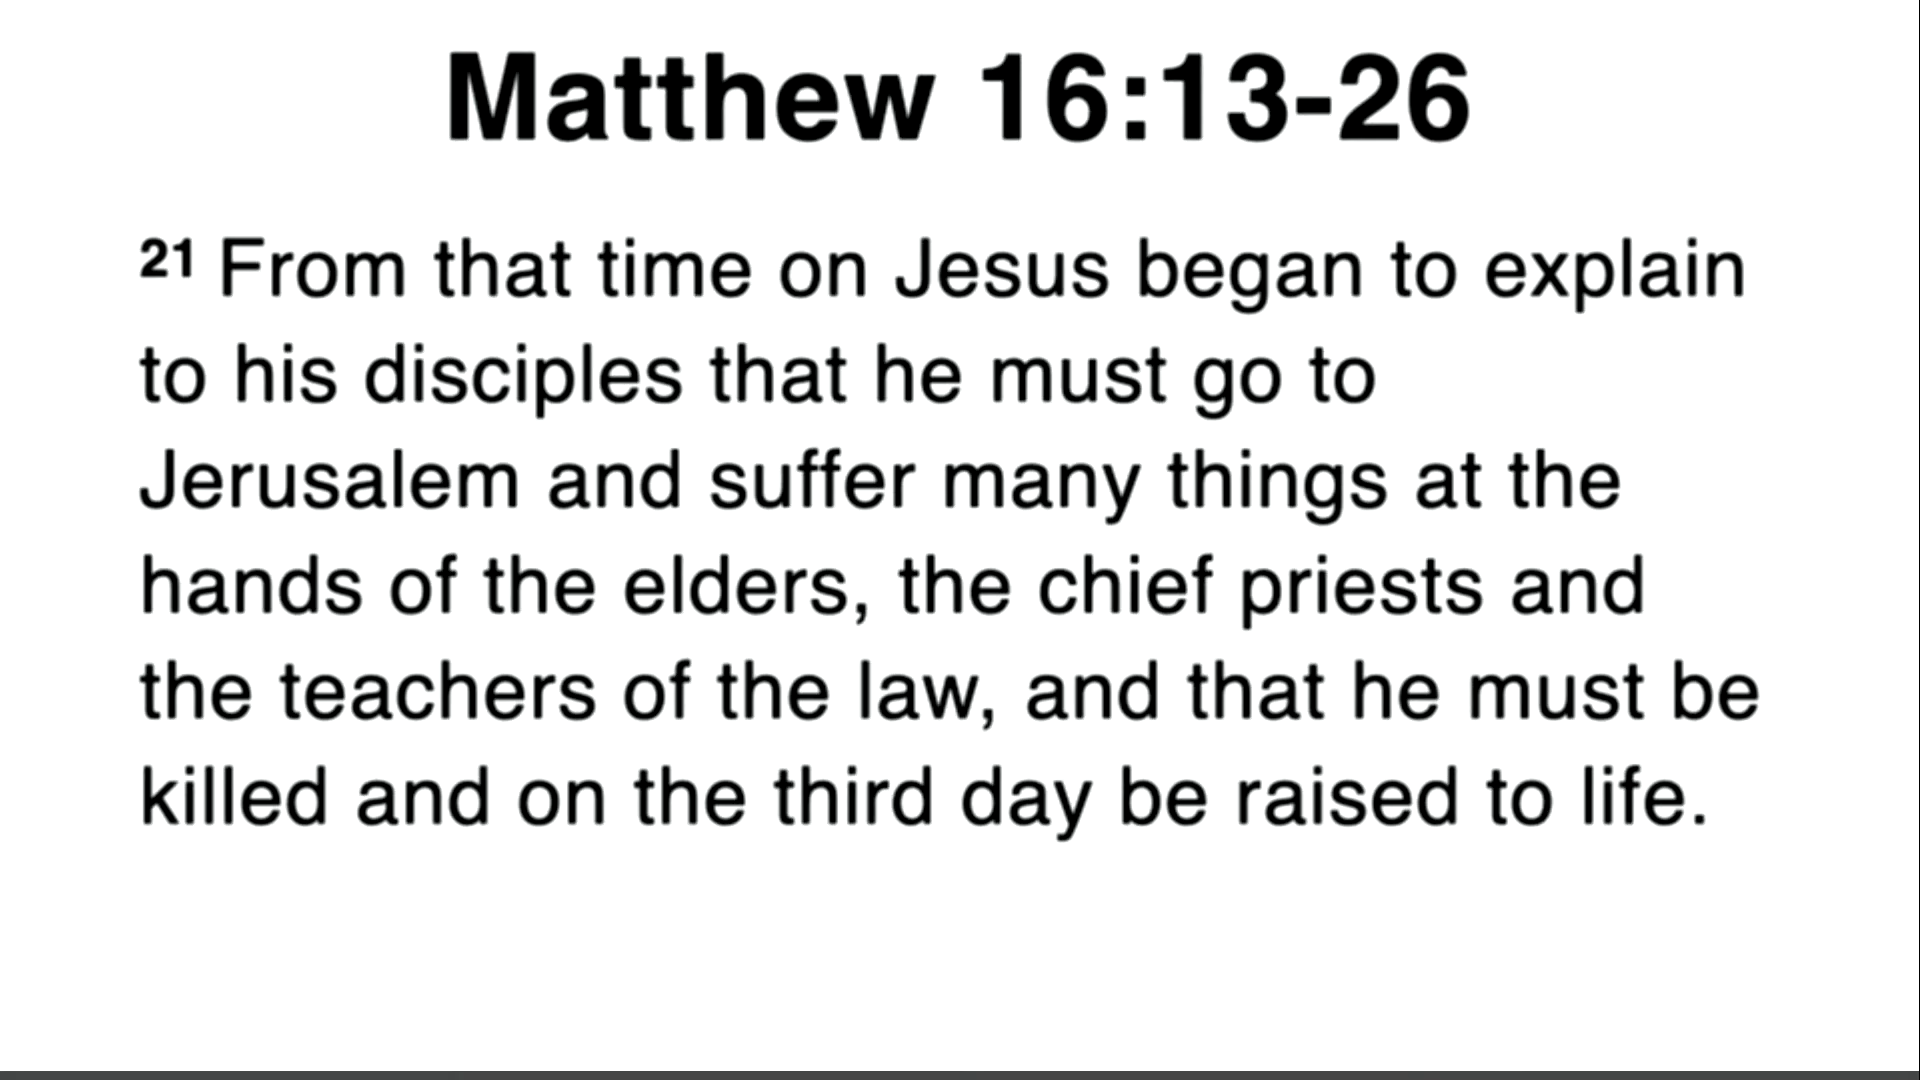 Matthew 16:13-26
21 From that time on Jesus began to explain
to his disciples that he must go to
Jerusalem and suffer many things at the
hands of the elders, the chief priests and
the teachers of the law, and that he must be
killed and on the third day be raised to life.